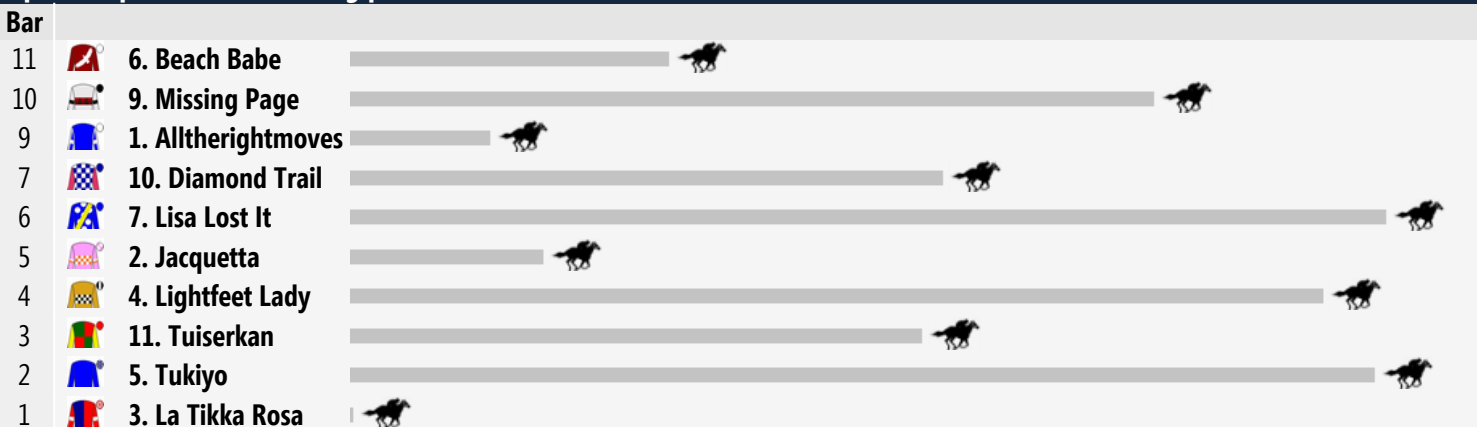 Bar
11 6. Beach Babe
10 9. Missing Page
9 1. Alltherightmoves
7 10. Diamond Trail
6 7. Lisa Lost It
5 2. Jacquetta
4 4. Lightfeet Lady
3 11. Tuiserkan
2 5. Tukiyo
1 3. La Tikka Rosa